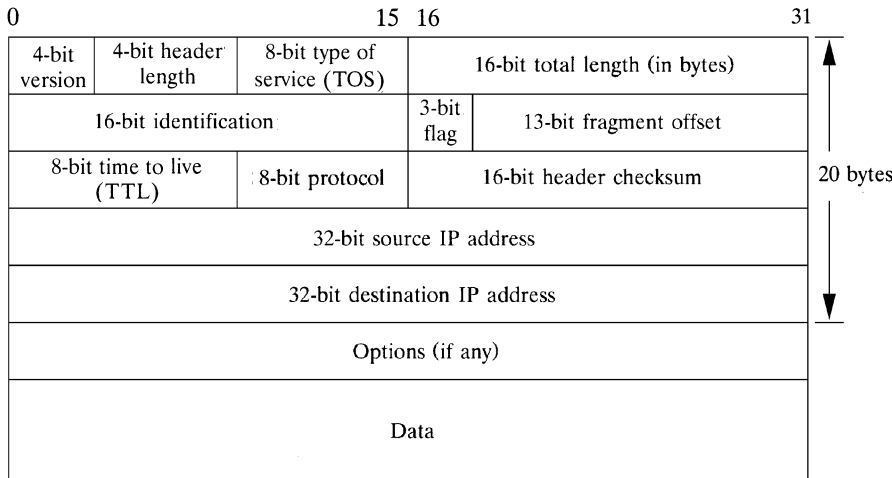 0 15 16 31
4-bit version
4-bit header length
8-bit type of service (TOS)
16-bit total length (in bytes)
16-bit identification
3-bit flag
13-bit fragment offset
8-bit time to live (TTL)
8-bit protocol
16-bit header checksum
20 bytes
32-bit source IP address
32-bit destination IP address
Options (if any)
Data